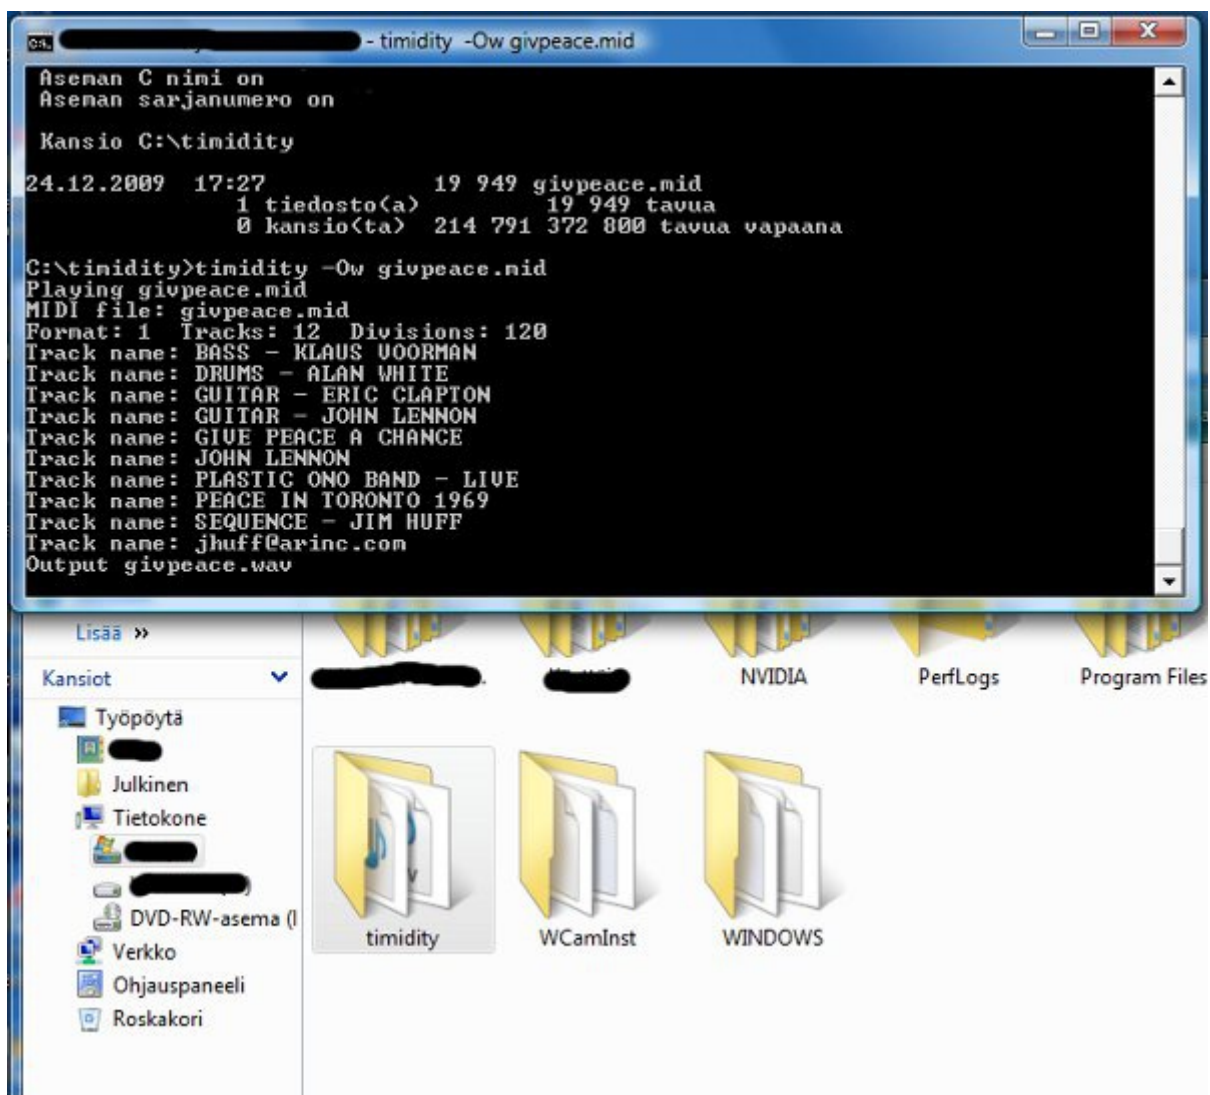 - timidity -Ow givpeace.mid
Aseman C nimi on
Aseman sarjanumero on
Kansio C:\timidity
24.12.2009 17:27 19 949 givpeace.mid
1 tiedosto(a) 19 949 tavua
0 kansio(ta) 214 791 372 800 tavua vapaana
C:\timidity>timidity -Ow givpeace.mid
Playing givpeace.mid
MIDI file: givpeace.mid
Format: 1 Tracks: 12 Divisions: 120
Track name: BASS - KLAUS VOORMAN
Track name: DRUMS - ALAN WHITE
Track name: GUITAR - ERIC CLAPTON
Track name: GUITAR - JOHN LENNON
Track name: GIVE PEACE A CHANCE
Track name: JOHN LENNON
Track name: PLASTIC ONO BAND - LIVE
Track name: PEACE IN TORONTO 1969
Track name: SEQUENCE - JIM HUFF
Track name: jhuff@arinc.com
Output givpeace.wav
Lisää »
Kansiot
Työpöytä
Julkinen
Tietokone
DVD-RW-asema (
Verkko
Ohjauspaneeli
Roskakori
NVIDIA
PerfLogs
Program Files
timidity
WCamInst
WINDOWS